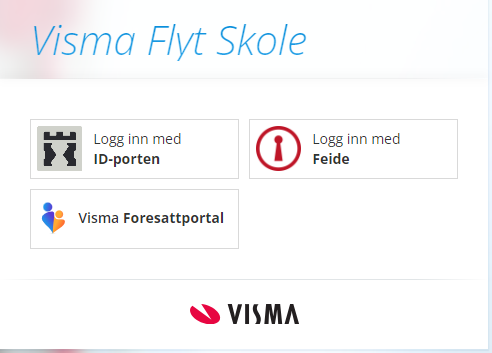 Visma Flyt Skole
Logg inn med
ID-porten
Logg inn med
Feide
Visma Foresattportal
VISMA